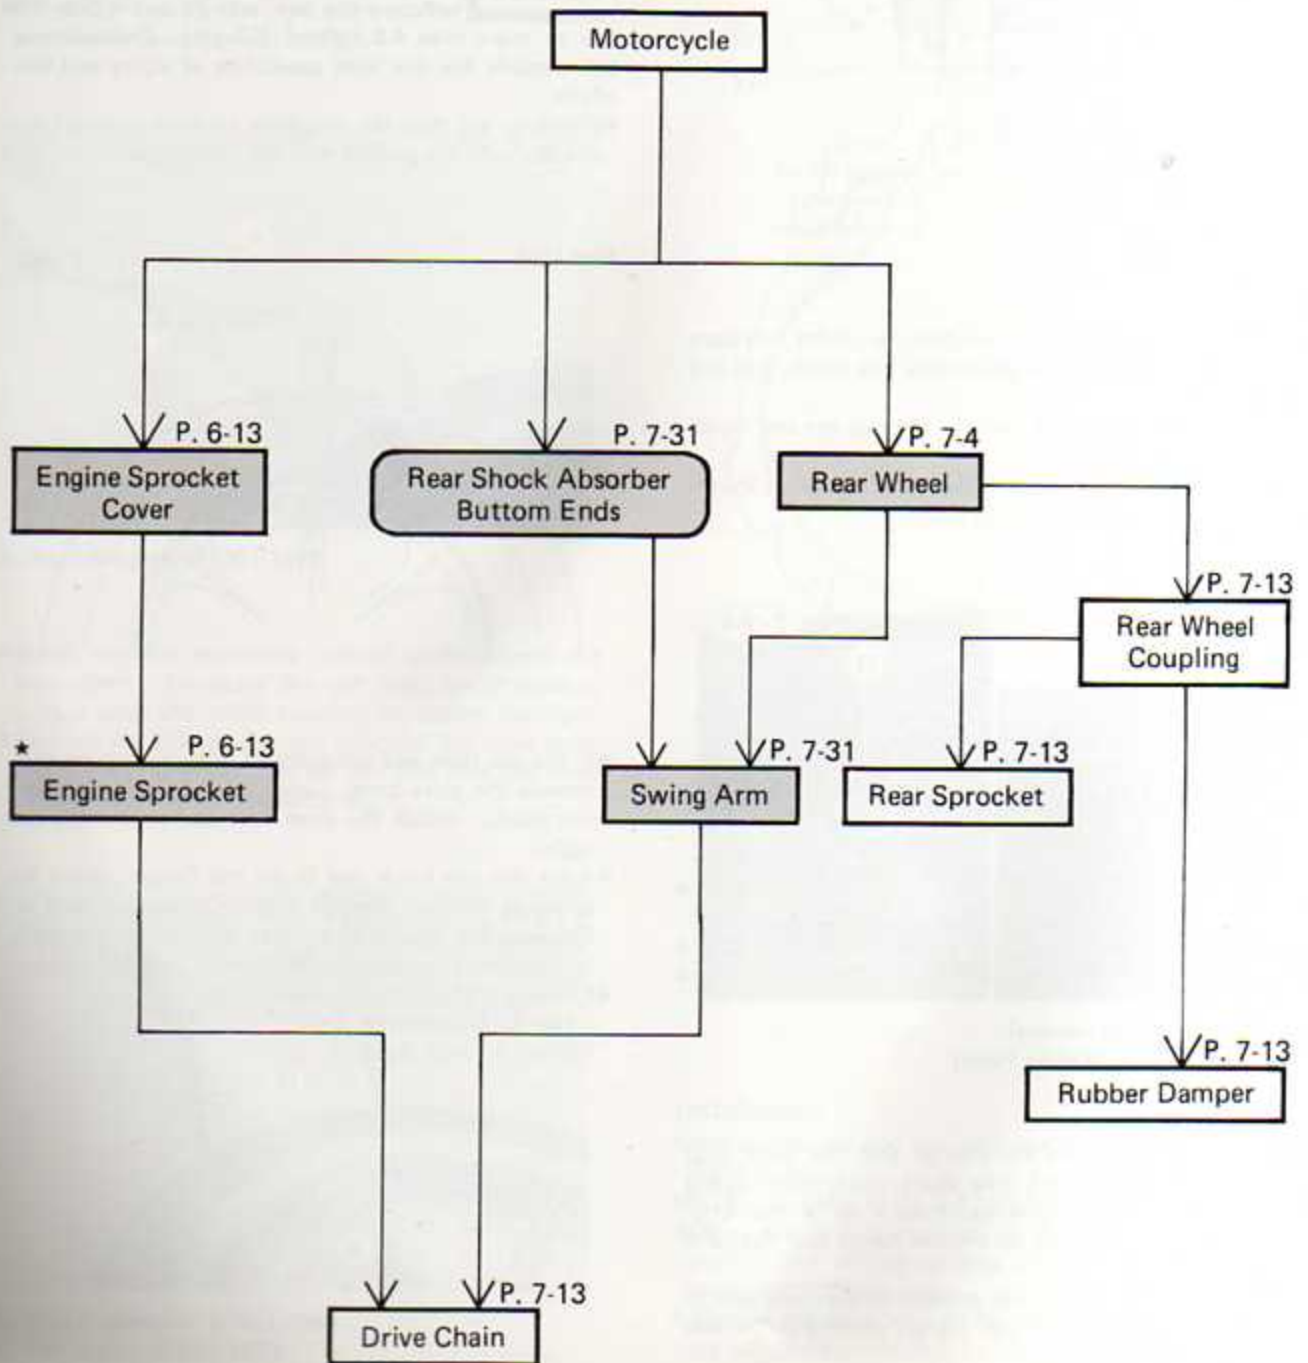 Motorcycle
P. 6-13
Engine Sprocket
Cover
P. 7-31
Rear Shock Absorber
Buttom Ends
P. 7-4
Rear Wheel
P. 7-13
Rear Wheel
Coupling
★ P. 6-13
Engine Sprocket
P. 7-31
Swing Arm
P. 7-13
Rear Sprocket
P. 7-13
Rubber Damper
P. 7-13
Drive Chain